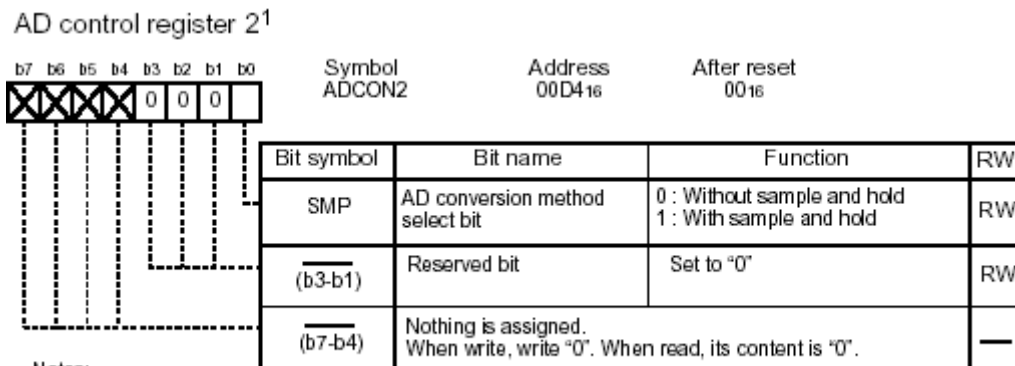 AD control register 2¹
b7 b6 b5 b4 b3 b2 b1 b0
Symbol Address After reset
ADCON2 00D4₁₆ 00₁₆
0 0 0
Bit symbol Bit name Function RW
SMP AD conversion method select bit 0 : Without sample and hold RW
1 : With sample and hold
(b3-b1) Reserved bit Set to “0” RW
(b7-b4) Nothing is assigned.
When write, write “0”. When read, its content is “0”. —